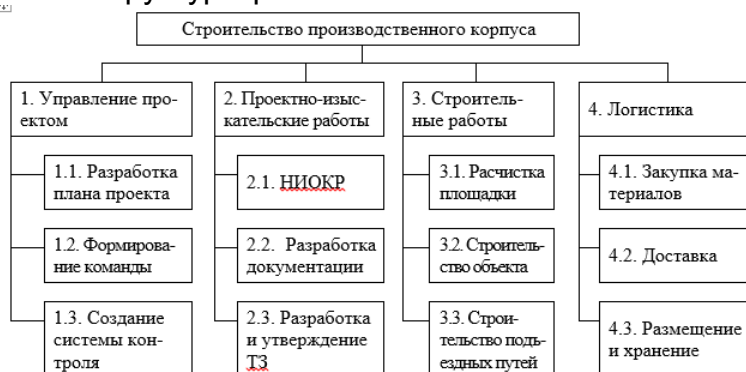 Строительство производственного корпуса
1. Управление про-
ектом
2. Проектно-изыс-
кательские работы
3. Строитель-
ные работы
4. Логистика
1.1. Разработка
плана проекта
2.1. НИОКР
3.1. Расчистка
площадки
4.1. Закупка ма-
териалов
1.2. Формирова-
ние команды
2.2. Разработка
документации
3.2. Строитель-
ство объекта
4.2. Доставка
1.3. Создание
системы кон-
троля
2.3. Разработка
и утверждение
ТЗ
3.3. Строи-
тельство подъ-
ездных путей
4.3. Размещение
и хранение